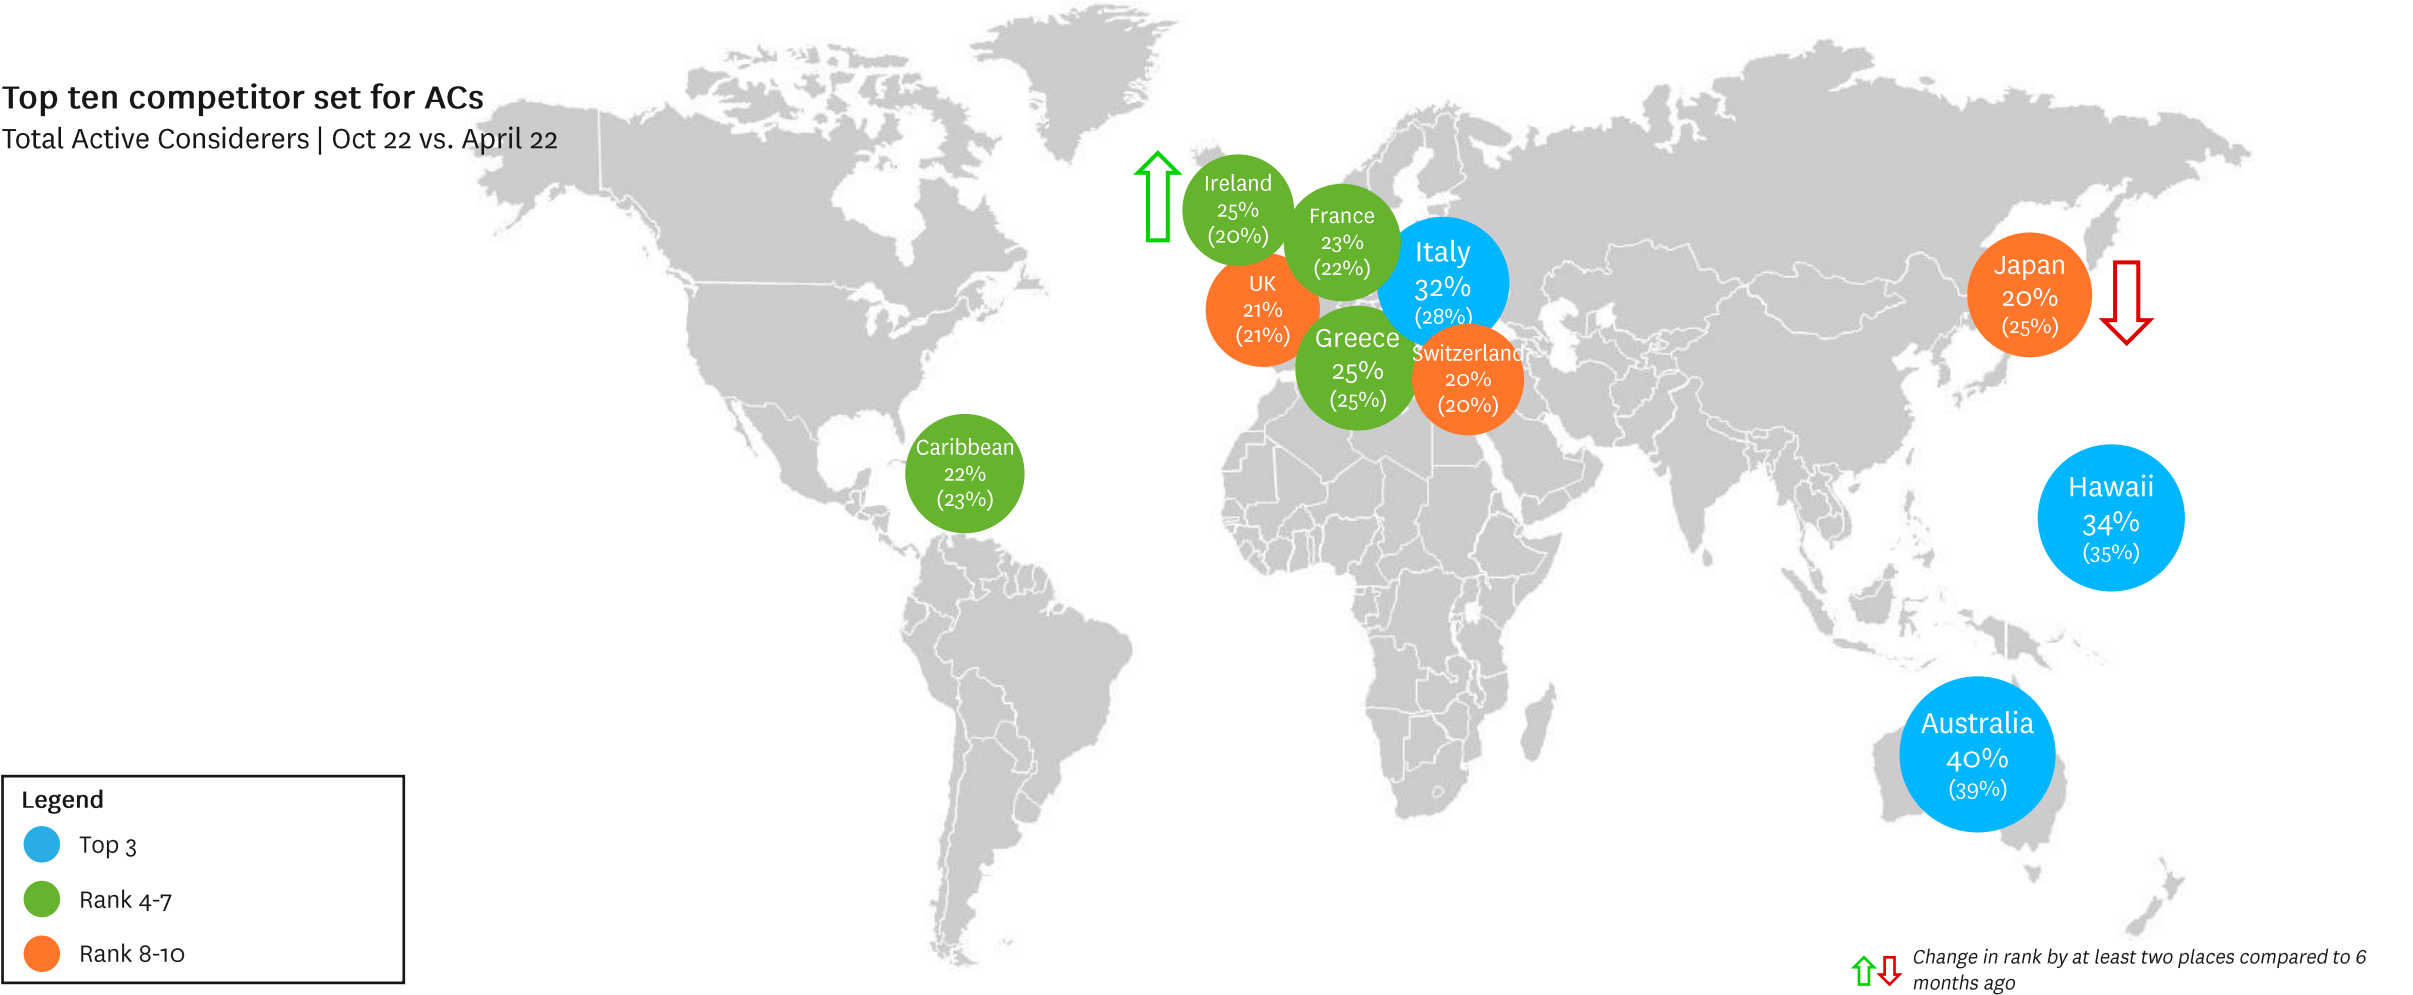 Top ten competitor set for ACs
Total Active Considerers | Oct 22 vs. April 22
Ireland
25%
(20%)
France
23%
(22%)
Italy
32%
(28%)
UK
21%
(21%)
Greece
25%
(25%)
Switzerland
20%
(20%)
Japan
20%
(25%)
Caribbean
22%
(23%)
Hawaii
34%
(35%)
Australia
40%
(39%)
Legend
Top 3
Rank 4-7
Rank 8-10
Change in rank by at least two places compared to 6
months ago